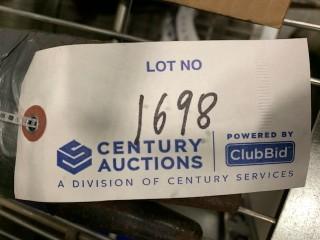 LOT NO
1698
CENTURY AUCTIONS
POWERED BY
ClubBid
A DIVISION OF CENTURY SERVICES